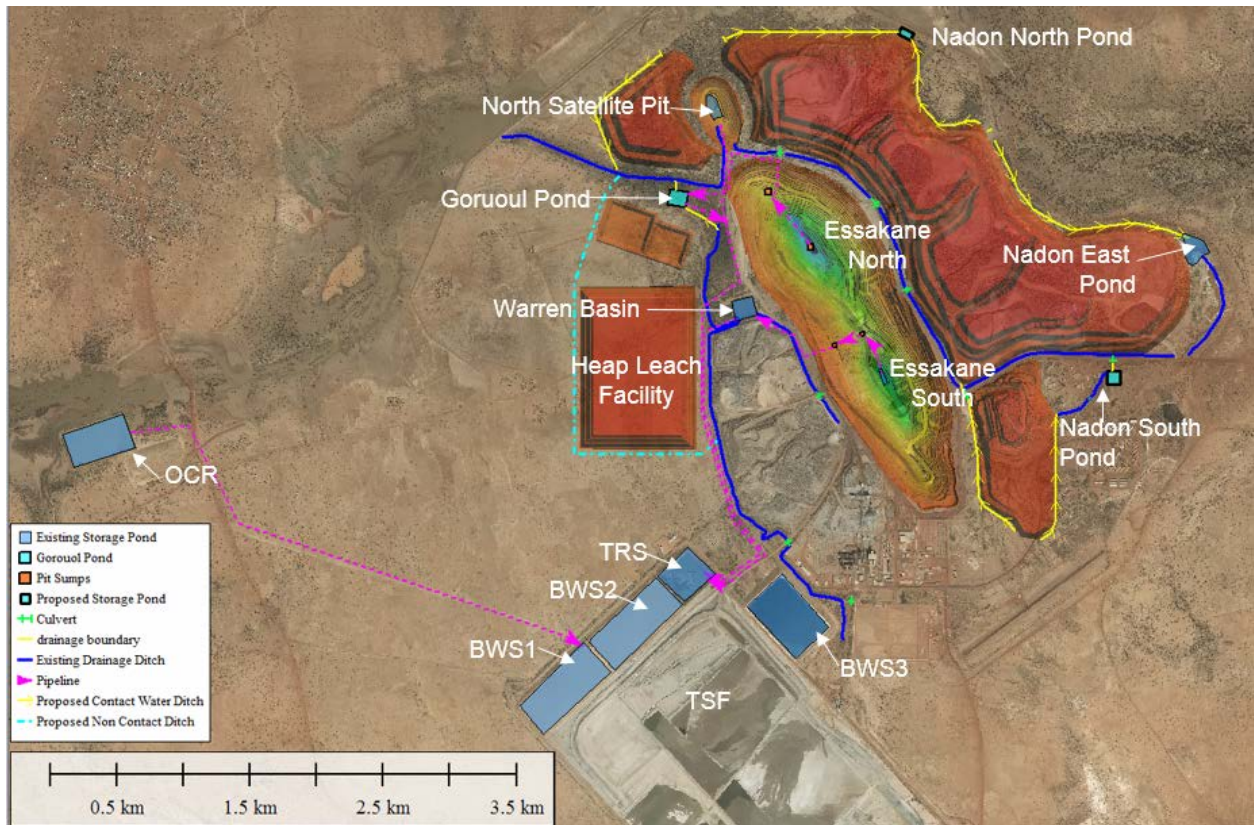 Nadon North Pond
North Satellite Pit
Goruoul Pond
Essakane
North
Nadon East
Pond
Warren Basin
Heap Leach
Facility
Essakane
South
Nadon South
Pond
OCR
TRS
BWS2
BWS1
BWS3
TSF
Existing Storage Pond
Gorouol Pond
Pit Sumps
Proposed Storage Pond
Culvert
drainage boundary
Existing Drainage Ditch
Pipeline
Proposed Contact Water Ditch
Proposed Non Contact Ditch
0.5 km 1.5 km 2.5 km 3.5 km